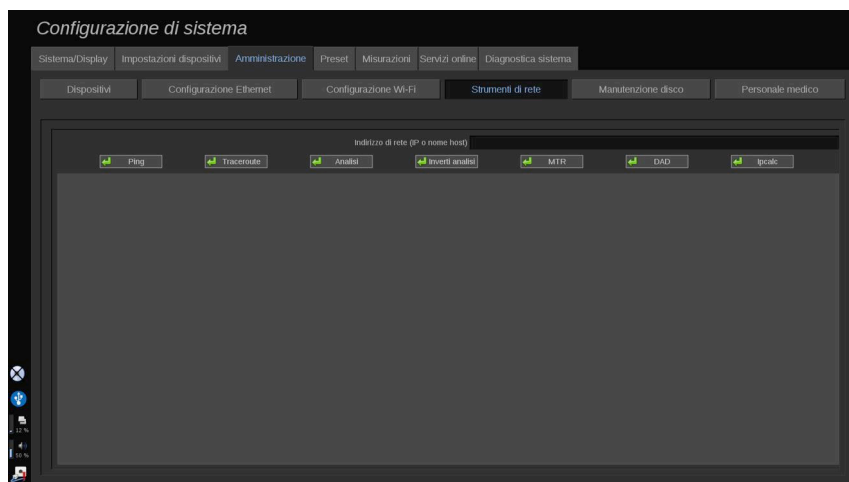 Configurazione di sistema
Sistema/Display Impostazioni dispositivi Amministrazione Preset Misurazioni Servizi online Diagnostica sistema
Dispositivi Configurazione Ethernet Configurazione Wi-Fi Strumenti di rete Manutenzione disco Personale medico
Indirizzo di rete (IP o nome host)
Ping Traceroute Analisi Inverti analisi MTR DAD Ipcalc
12 %
50 %